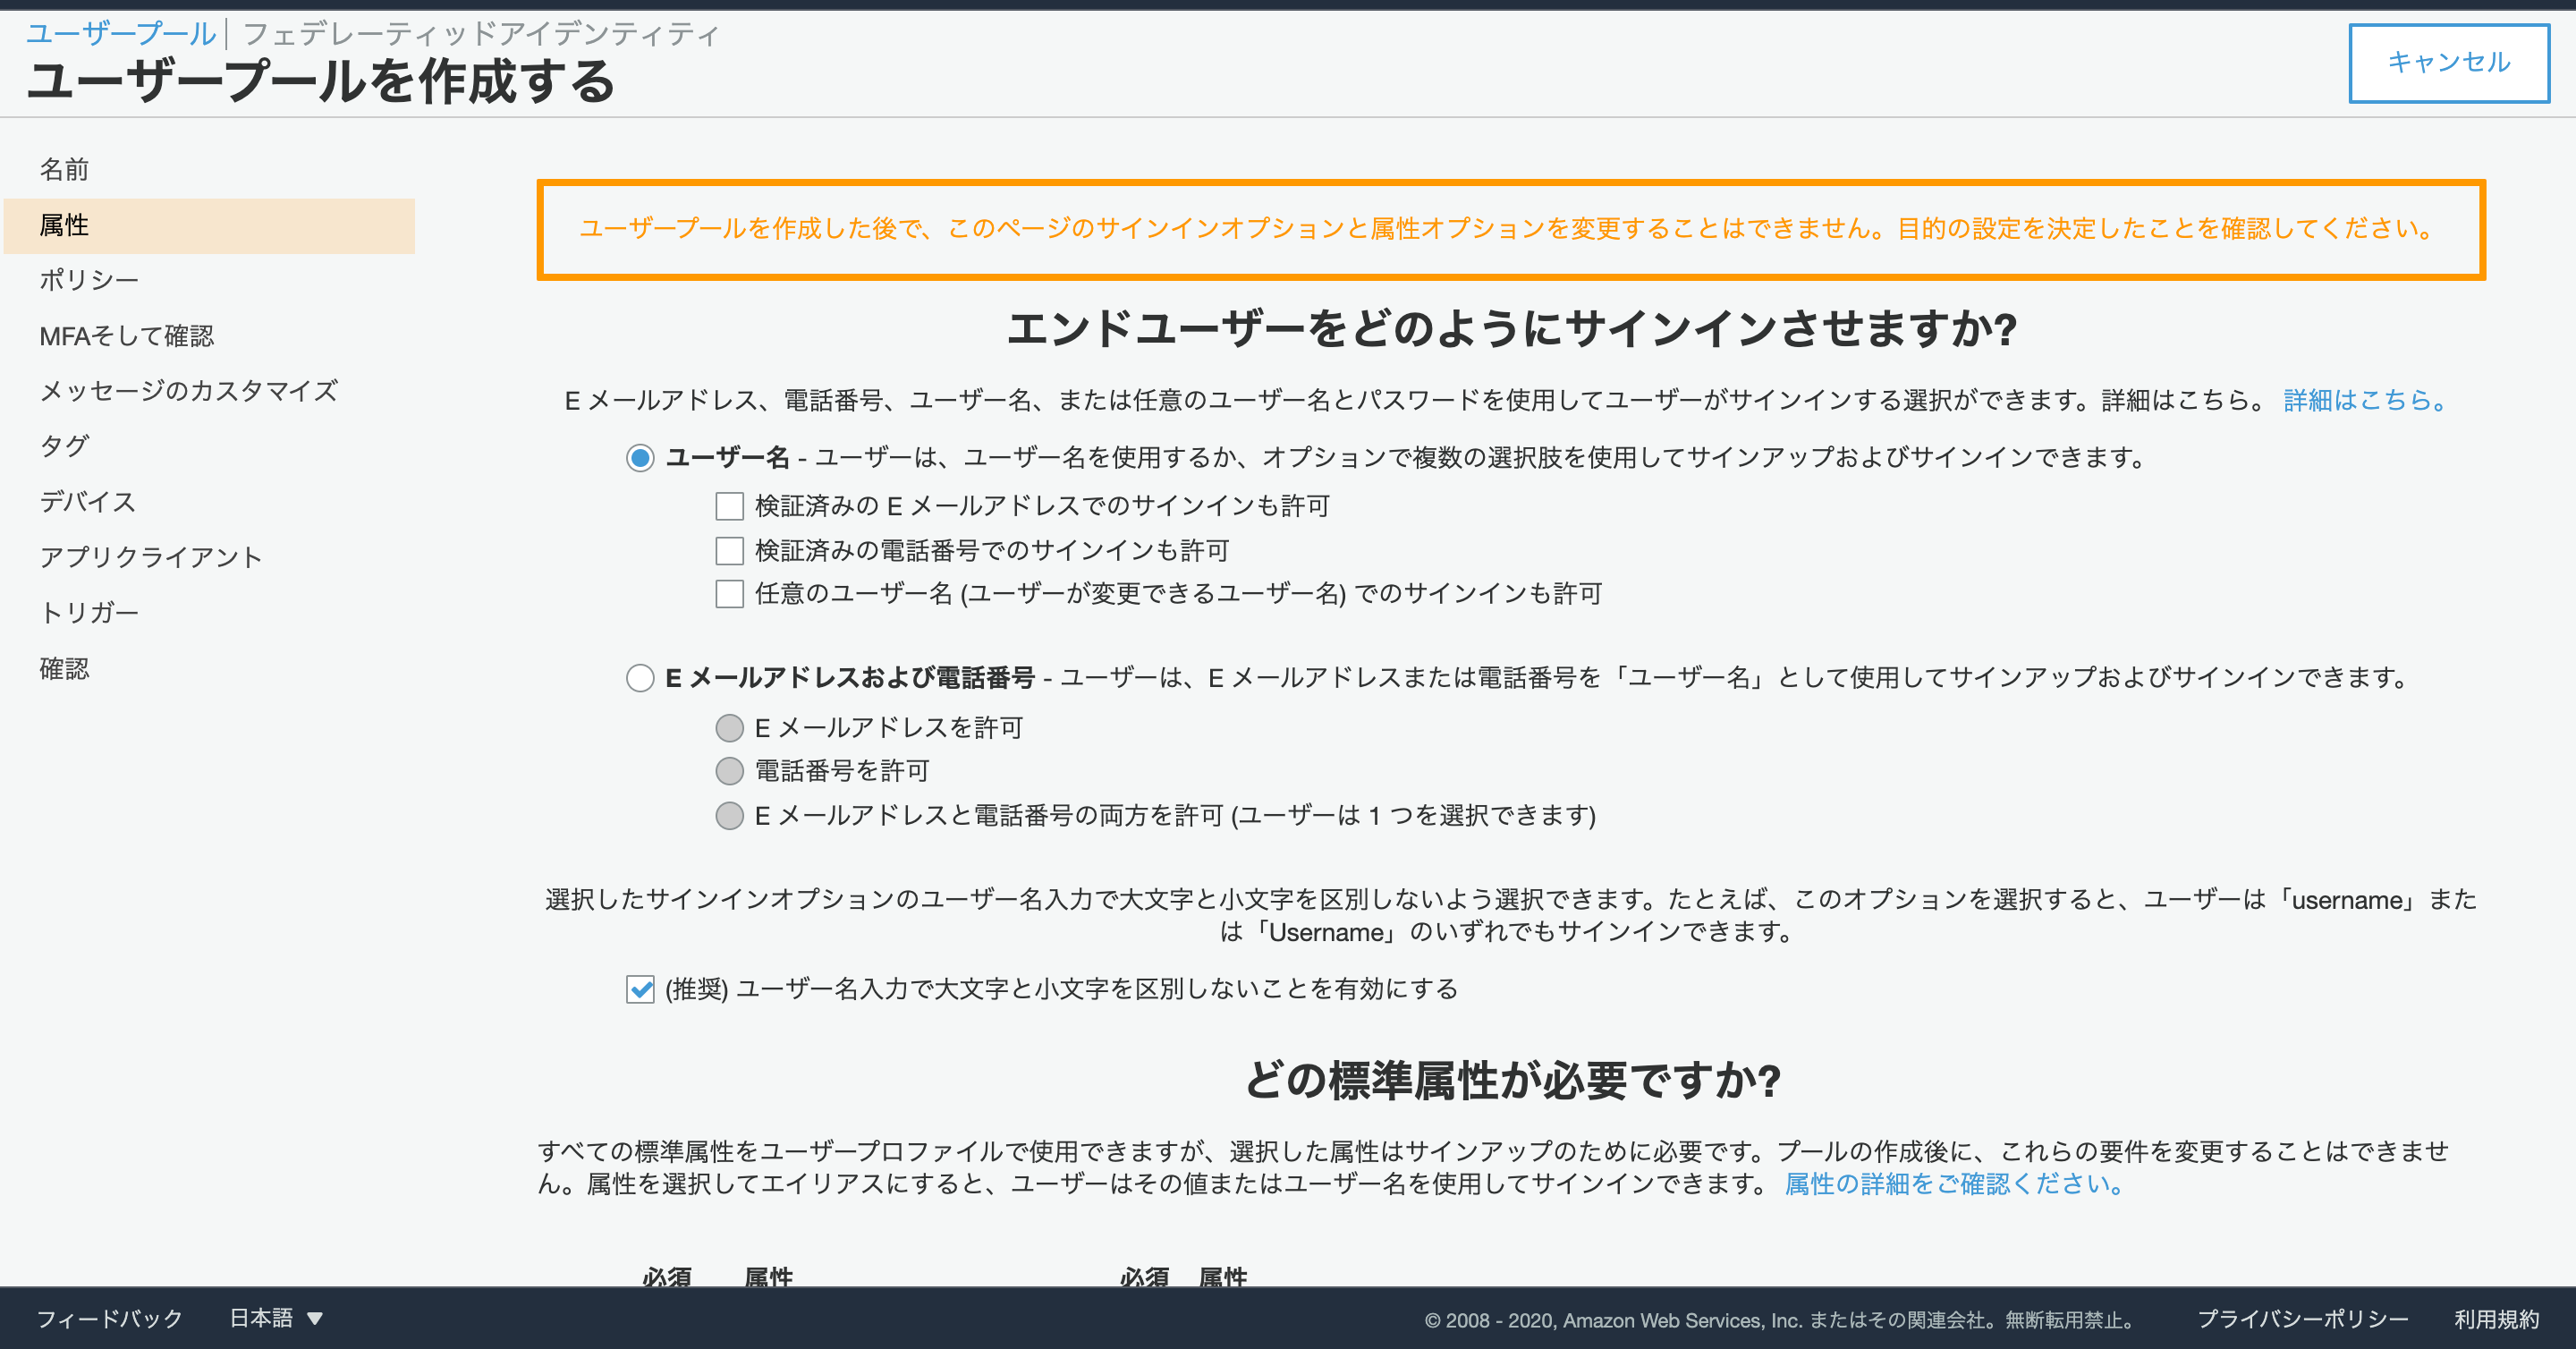 ユーザープール | フェデレーティッドアイデンティティ
ユーザープールを作成する
キャンセル
名前
属性
ポリシー
MFAそして確認
メッセージのカスタマイズ
タグ
デバイス
アプリクライアント
トリガー
確認
ユーザープールを作成した後で、このページのサインインオプションと属性オプションを変更することはできません。目的の設定を決定したことを確認してください。
エンドユーザーをどのようにサインインさせますか?
E メールアドレス、電話番号、ユーザー名、または任意のユーザー名とパスワードを使用してユーザーがサインインする選択ができます。詳細はこちら。 詳細はこちら。
ユーザー名 - ユーザーは、ユーザー名を使用するか、オプションで複数の選択肢を使用してサインアップおよびサインインできます。
検証済みの E メールアドレスでのサインインも許可
検証済みの電話番号でのサインインも許可
任意のユーザー名 (ユーザーが変更できるユーザー名) でのサインインも許可
E メールアドレスおよび電話番号 - ユーザーは、E メールアドレスまたは電話番号を「ユーザー名」として使用してサインアップおよびサインインできます。
E メールアドレスを許可
電話番号を許可
E メールアドレスと電話番号の両方を許可 (ユーザーは 1 つを選択できます)
選択したサインインオプションのユーザー名入力で大文字と小文字を区別しないよう選択できます。たとえば、このオプションを選択すると、ユーザーは「username」また
は「Username」のいずれでもサインインできます。
(推奨) ユーザー名入力で大文字と小文字を区別しないことを有効にする
どの標準属性が必要ですか?
すべての標準属性をユーザープロファイルで使用できますが、選択した属性はサインアップのために必要です。プールの作成後に、これらの要件を変更することはできませ
ん。属性を選択してエイリアスにすると、ユーザーはその値またはユーザー名を使用してサインインできます。 属性の詳細をご確認ください。
必須 属性 必須 属性
フィードバック 日本語 © 2008 - 2020, Amazon Web Services, Inc. またはその関連会社。無断転用禁止。 プライバシーポリシー 利用規約